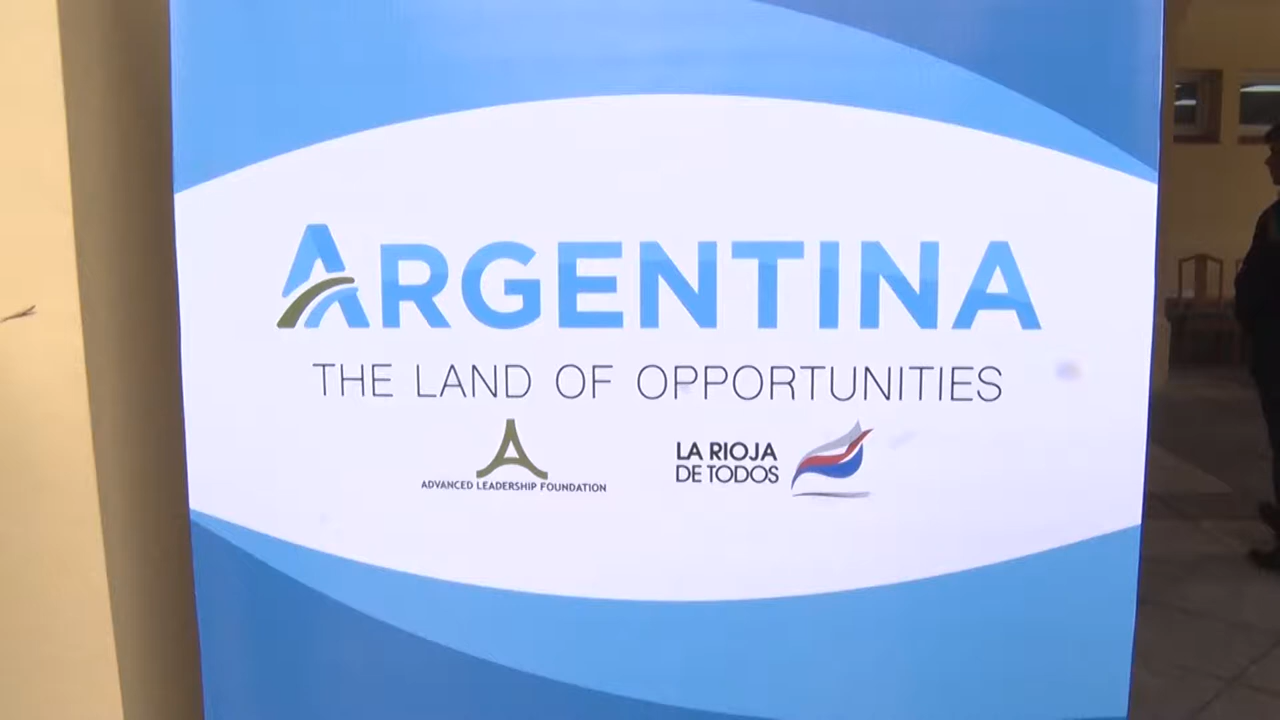 ARGENTINA
THE LAND OF OPPORTUNITIES
ADVANCED LEADERSHIP FOUNDATION
LA RIOJA
DE TODOS